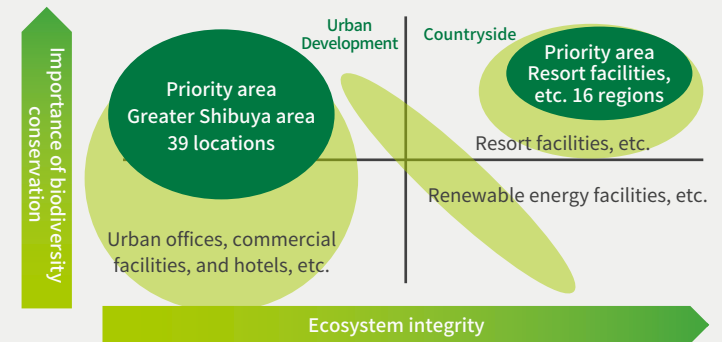 Importance of biodiversity
conservation
Urban
Development
Countryside
Priority area
Greater Shibuya area
39 locations
Priority area
Resort facilities,
etc. 16 regions
Resort facilities, etc.
Renewable energy facilities, etc.
Urban offices, commercial
facilities, and hotels, etc.
Ecosystem integrity